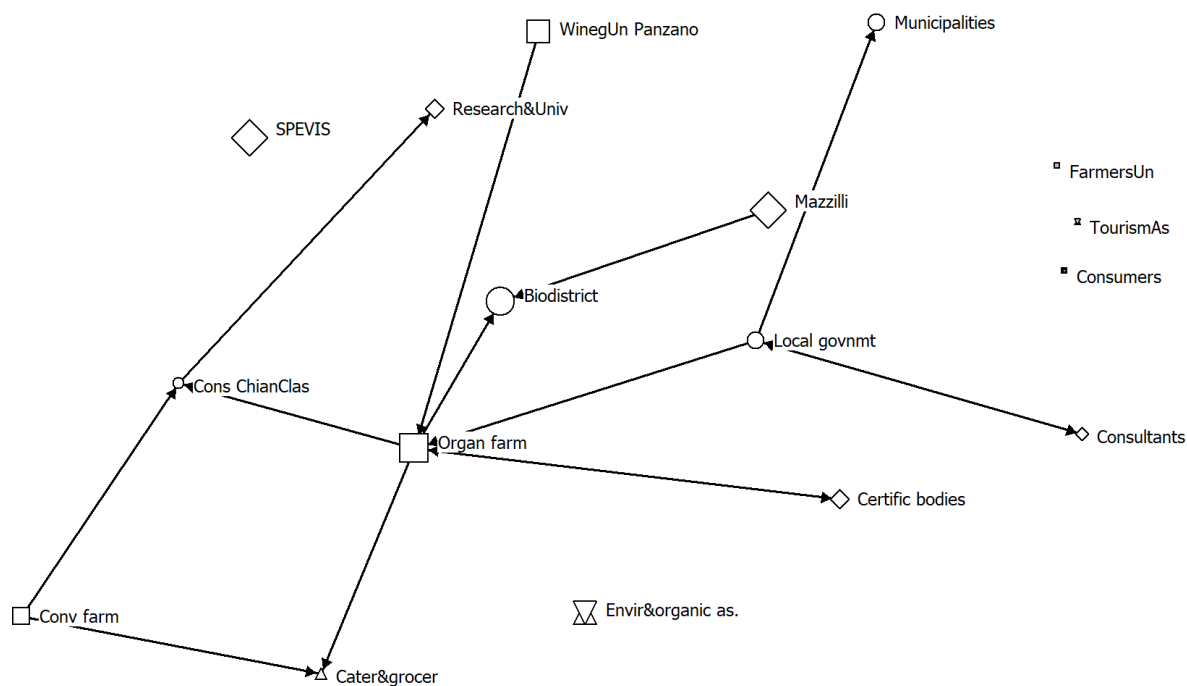 WinegUn Panzano
Municipalities
Research&Univ
SPEVIS
FarmersUn
Mazzilli
TourismAs
Consumers
Biodistrict
Local govnmt
Cons ChianClas
Organ farm
Consultants
Certific bodies
Envir&organic as.
Conv farm
Cater&grocer